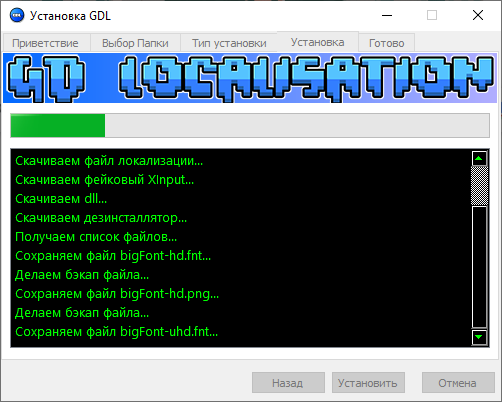 Установка GDL
Приветствие
Выбор Папки
Тип установки
Установка
Готово
GD LOCALISATION
Скачиваем файл локализации...
Скачиваем фейковый XInput...
Скачиваем dll...
Скачиваем дезинсталлятор...
Получаем список файлов...
Сохраняем файл bigFont-hd.fnt...
Делаем бэкап файла...
Сохраняем файл bigFont-hd.png...
Делаем бэкап файла...
Сохраняем файл bigFont-uhd.fnt...
Назад
Установить
Отмена